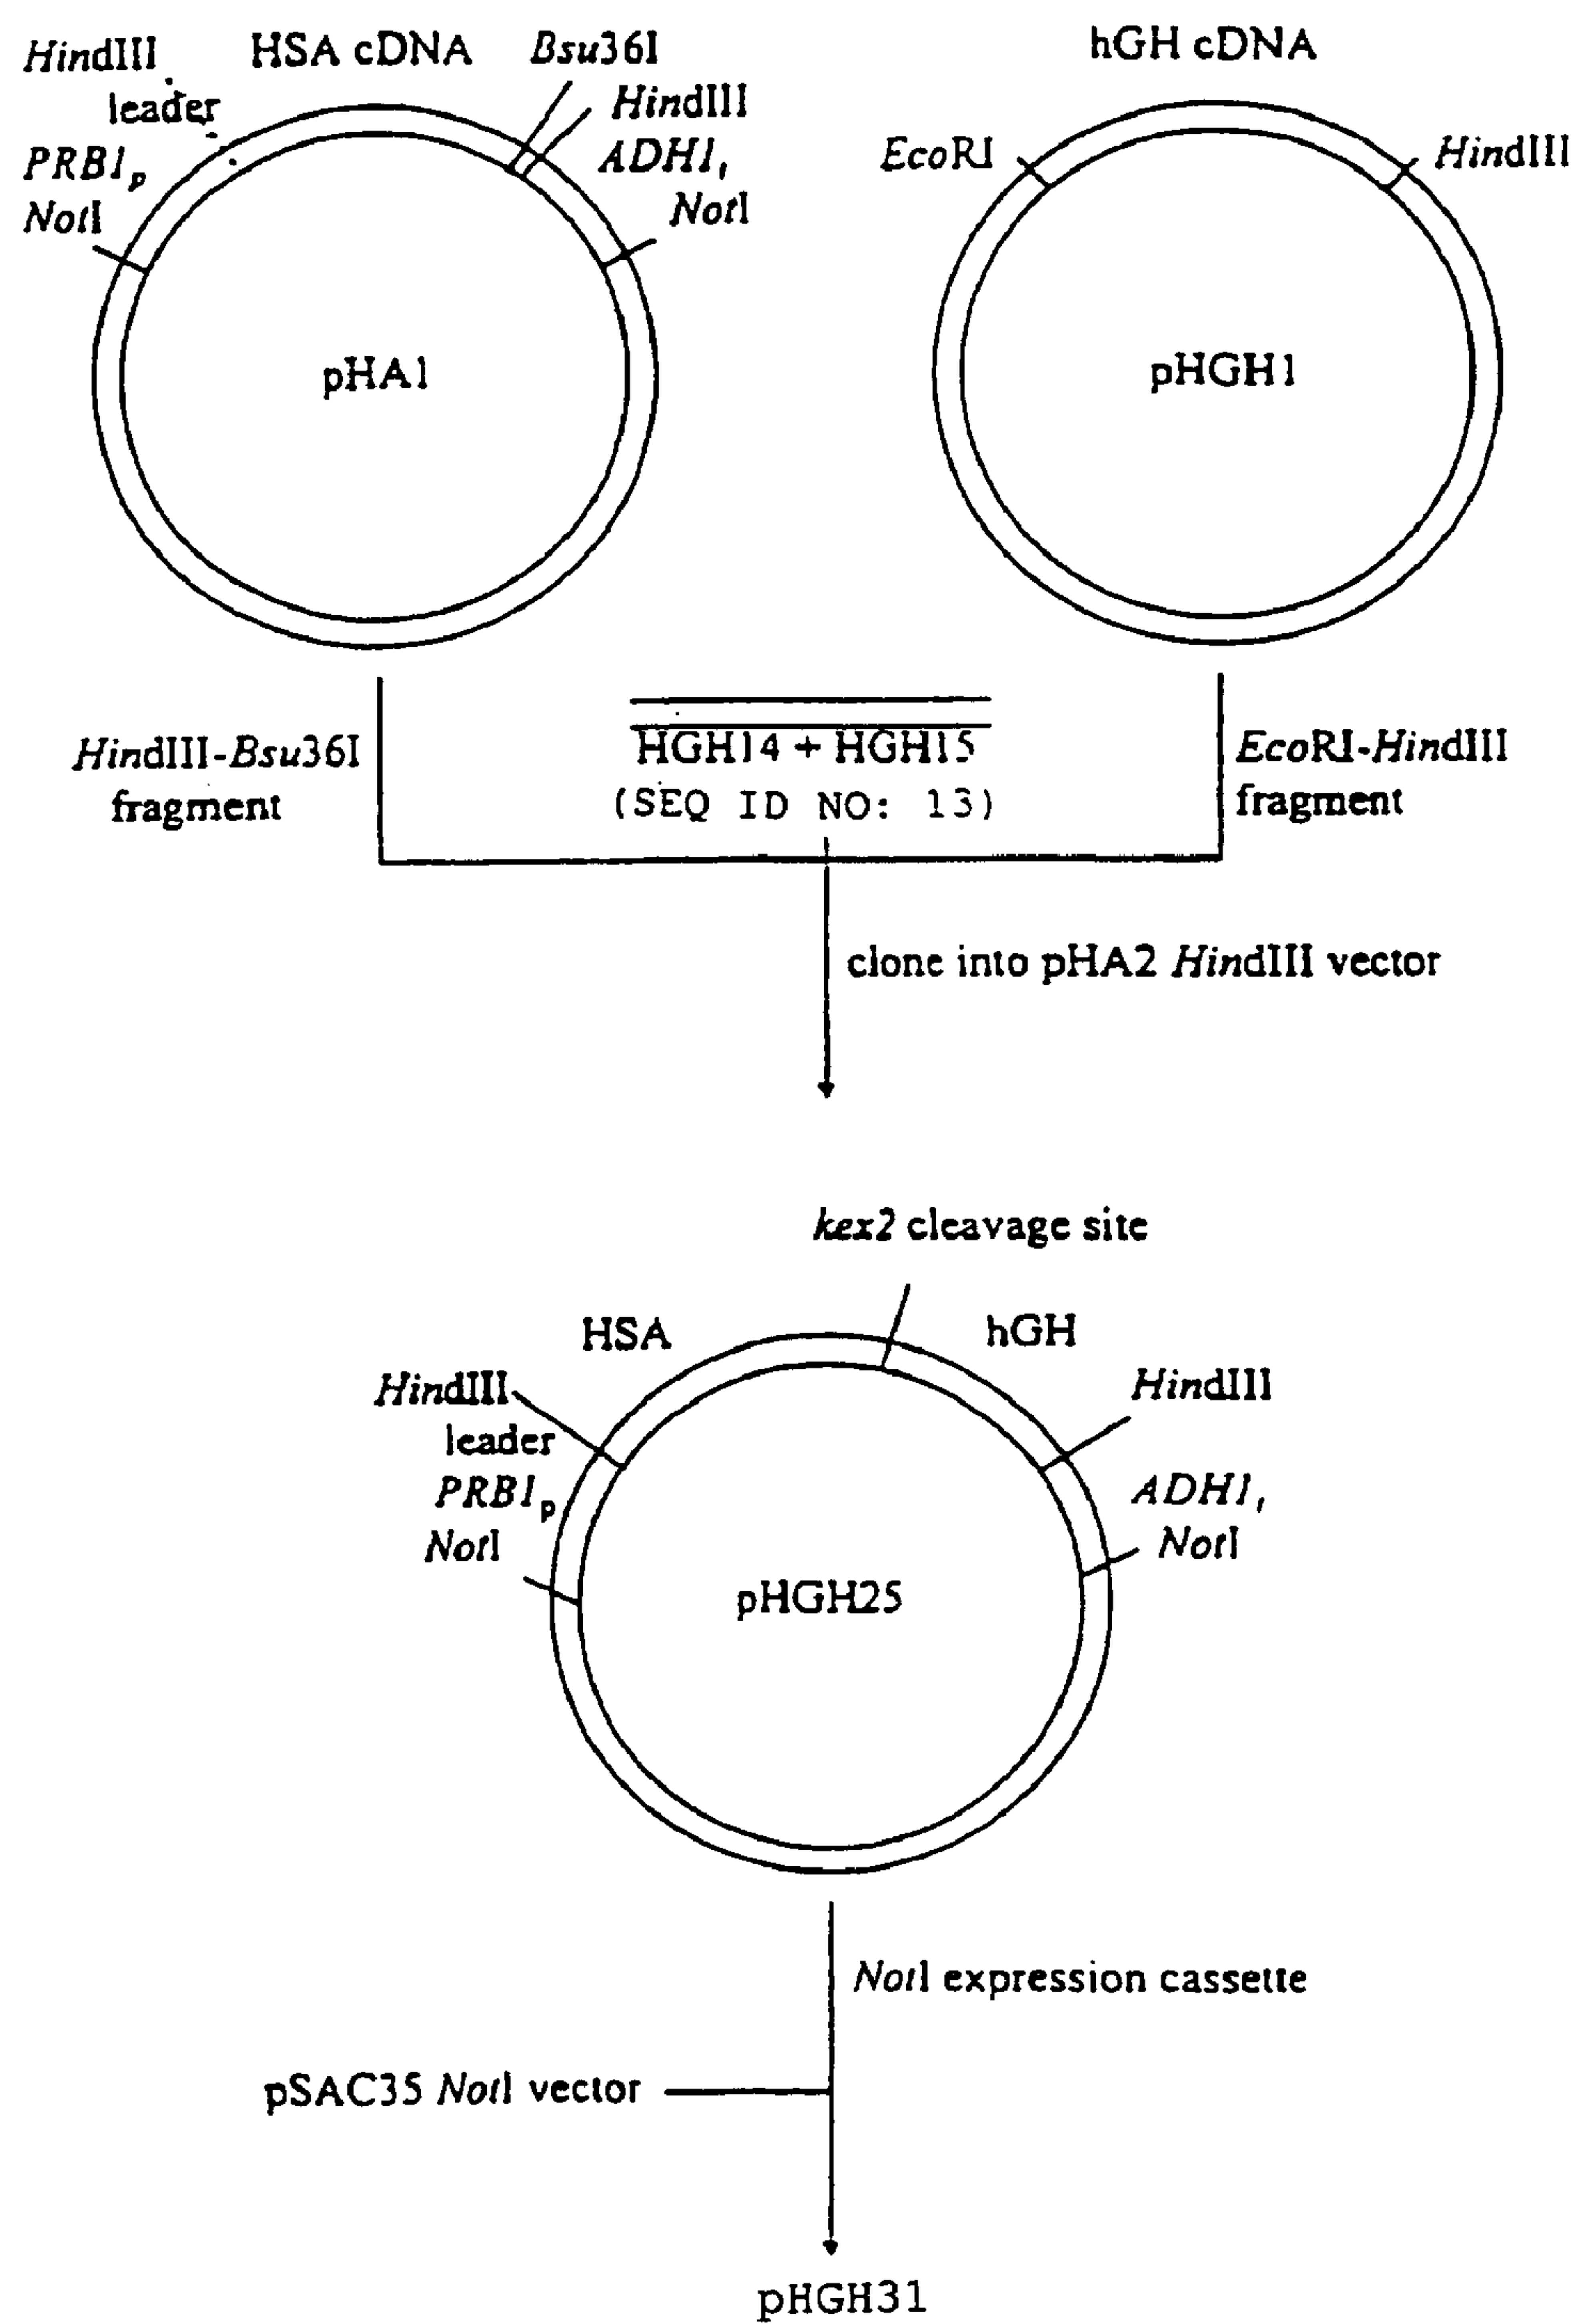 HindIII
leader
PRB1p
NotI
HSA cDNA
Bsu36I
HindIII
ADH1t
NotI
pHA1
hGH cDNA
EcoRI
HindIII
pHGH1
HindIII-Bsu36I
fragment
HGH14 + HGH15
(SEQ ID NO: 13)
EcoRI-HindIII
fragment
clone into pHA2 HindIII vector
kex2 cleavage site
HSA
hGH
HindIII
leader
PRB1p
NotI
HindIII
ADH1t
NotI
pHGH25
NotI expression cassette
pSAC35 NotI vector
pHGH31